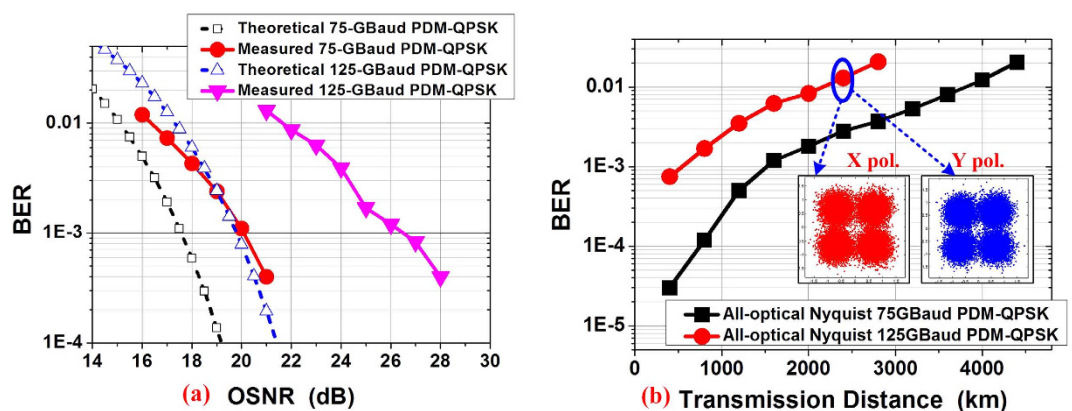 Theoretical 75-GBaud PDM-QPSK
Measured 75-GBaud PDM-QPSK
Theoretical 125-GBaud PDM-QPSK
Measured 125-GBaud PDM-QPSK
BER
0.01
1E-3
1E-4
14 16 18 20 22 24 26 28 30
(a) OSNR (dB)
BER
0.01
1E-3
1E-4
1E-5
X pol. Y pol.
All-optical Nyquist 75GBaud PDM-QPSK
All-optical Nyquist 125GBaud PDM-QPSK
0 1000 2000 3000 4000
(b) Transmission Distance (km)